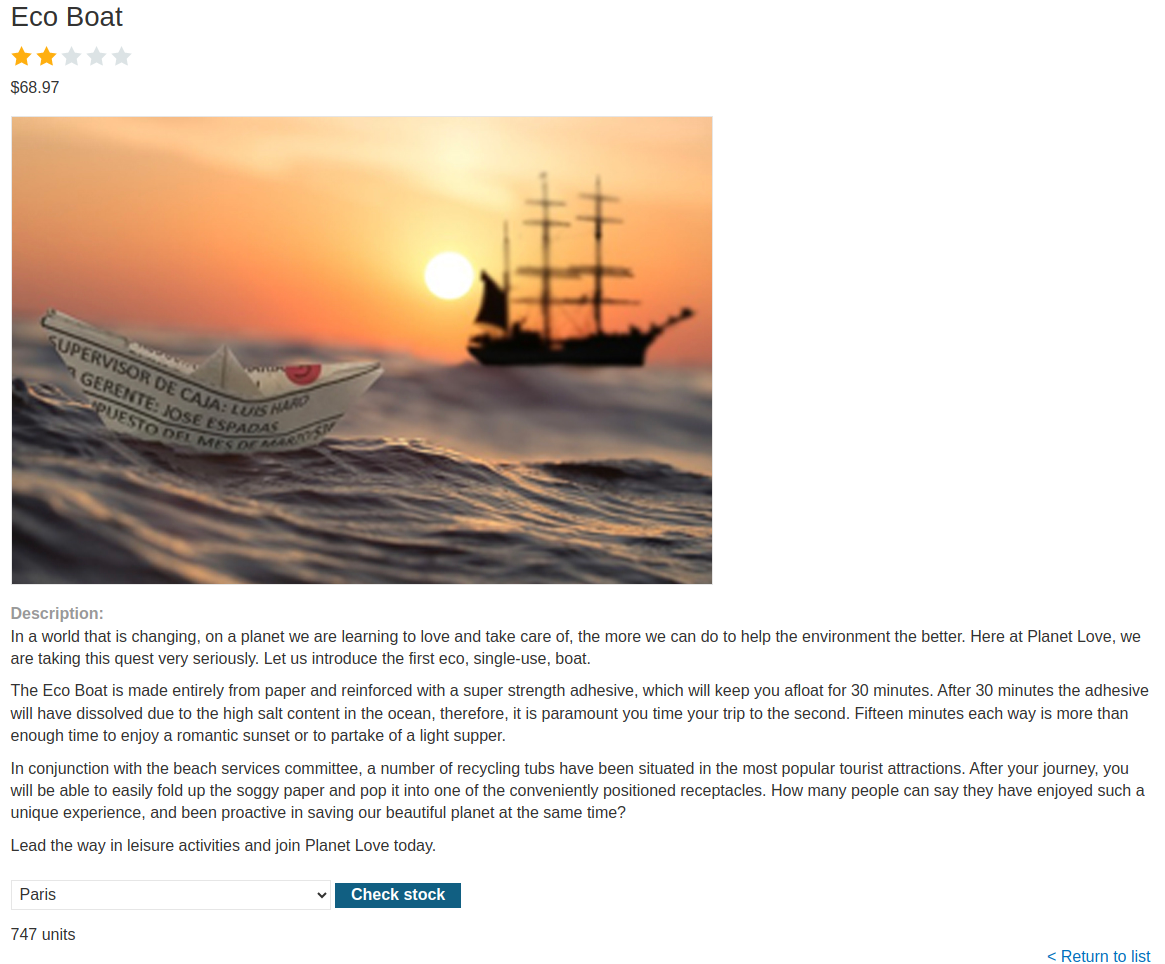 Eco Boat
$68.97
SUPERVISOR DE CAJA: LUIS HARO
GERENTE: JOSE ESPADAS
PUESTO DEL MES DE MARZO
Description:
In a world that is changing, on a planet we are learning to love and take care of, the more we can do to help the environment the better. Here at Planet Love, we
are taking this quest very seriously. Let us introduce the first eco, single-use, boat.
The Eco Boat is made entirely from paper and reinforced with a super strength adhesive, which will keep you afloat for 30 minutes. After 30 minutes the adhesive
will have dissolved due to the high salt content in the ocean, therefore, it is paramount you time your trip to the second. Fifteen minutes each way is more than
enough time to enjoy a romantic sunset or to partake of a light supper.
In conjunction with the beach services committee, a number of recycling tubs have been situated in the most popular tourist attractions. After your journey, you
will be able to easily fold up the soggy paper and pop it into one of the conveniently positioned receptacles. How many people can say they have enjoyed such a
unique experience, and been proactive in saving our beautiful planet at the same time?
Lead the way in leisure activities and join Planet Love today.
Paris
Check stock
747 units
< Return to list